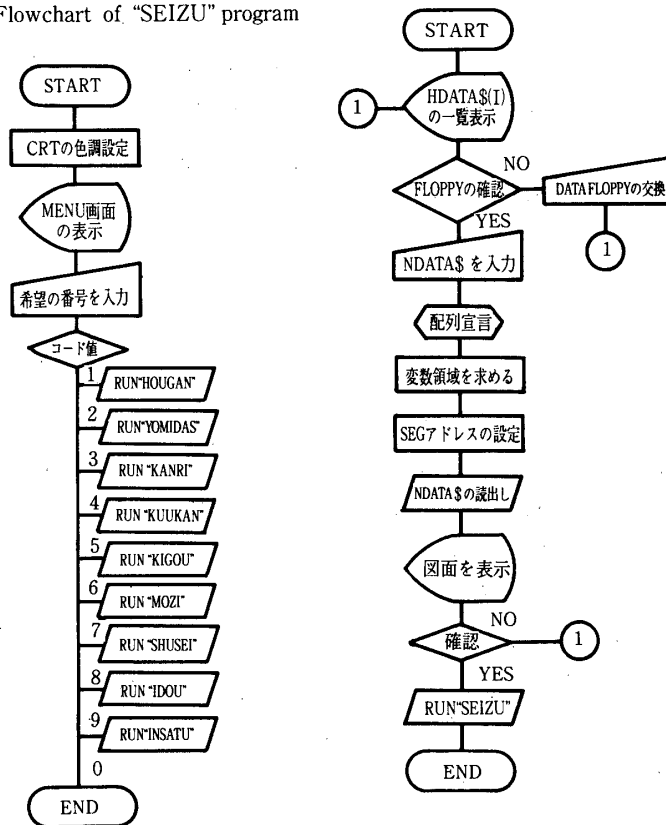 Flowchart of "SEIZU" program
START
CRTの色調設定
MENU画面
の表示
希望の番号を入力
コード値
1
RUN"HOUGAN"
2
RUN"YOMIDAS"
3
RUN "KANRI"
4
RUN "KUUKAN"
5
RUN "KIGOU"
6
RUN "MOZI"
7
RUN "SHUSEI"
8
RUN "IDOU"
9
RUN"INSATU"
0
END
START
1
HDATA$(I)
の一覧表示
FLOPPYの確認
NO
DATA FLOPPYの交換
1
YES
NDATA$ を入力
配列宣言
変数領域を求める
SEGアドレスの設定
NDATA$の読出し
図面を表示
確認
NO
1
YES
RUN"SEIZU"
END